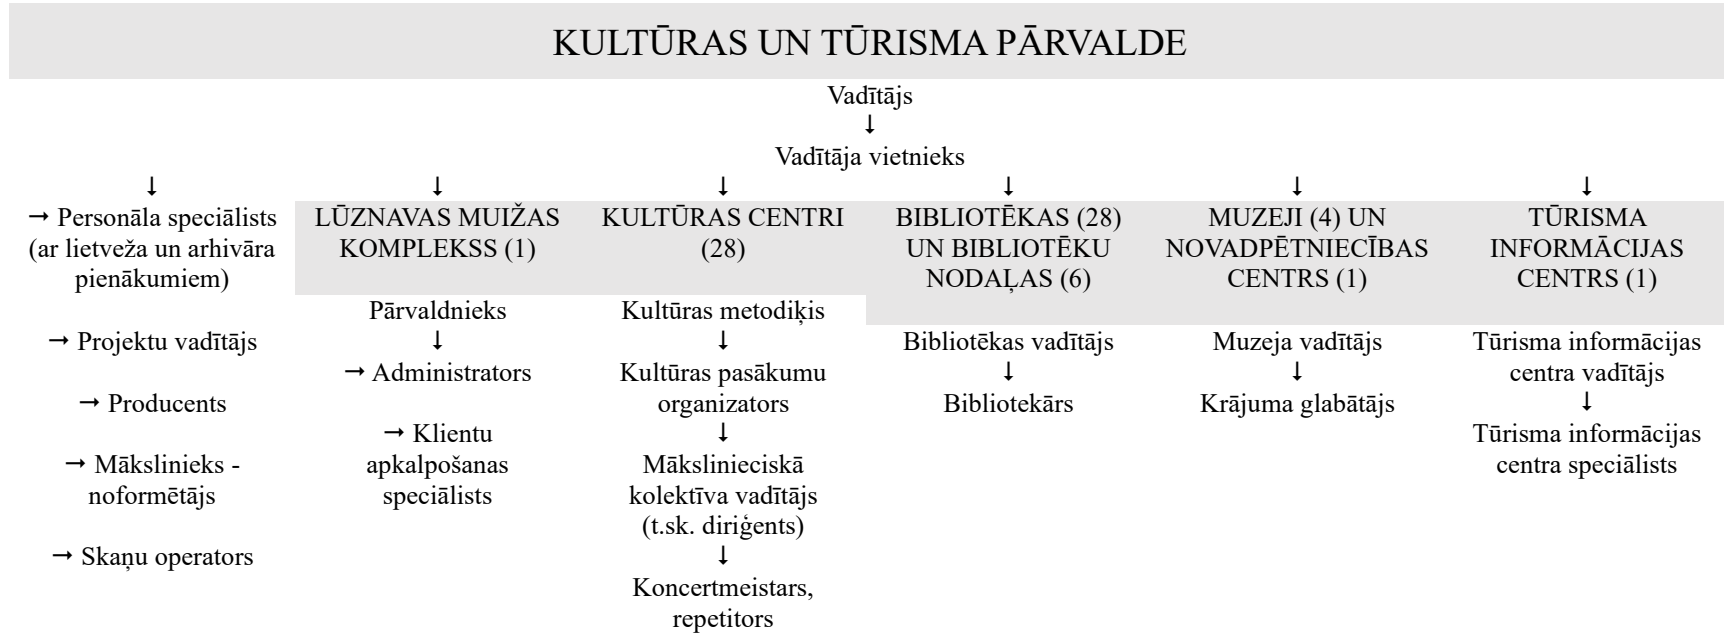 KULTŪRAS UN TŪRISMA PĀRVALDE
Vadītājs
↓
Vadītāja vietnieks
↓ ↓ ↓ ↓ ↓ ↓
→ Personāla speciālists
(ar lietveža un arhivāra
pienākumiem)
→ Projektu vadītājs
→ Producents
→ Mākslinieks -
noformētājs
→ Skaņu operators
LŪZNAVAS MUIŽAS
KOMPLEKSS (1)
Pārvaldnieks
↓
→ Administrators
→ Klientu
apkalpošanas
speciālists
KULTŪRAS CENTRI
(28)
Kultūras metodiķis
↓
Kultūras pasākumu
organizators
↓
Mākslinieciskā
kolektīva vadītājs
(t.sk. diriģents)
↓
Koncertmeistars,
repetitors
BIBLIOTĒKAS (28)
UN BIBLIOTĒKU
NODAĻAS (6)
Bibliotēkas vadītājs
↓
Bibliotekārs
MUZEJI (4) UN
NOVADPĒTNIECĪBAS
CENTRS (1)
Muzeja vadītājs
↓
Krājuma glabātājs
TŪRISMA
INFORMĀCIJAS
CENTRS (1)
Tūrisma informācijas
centra vadītājs
↓
Tūrisma informācijas
centra speciālists